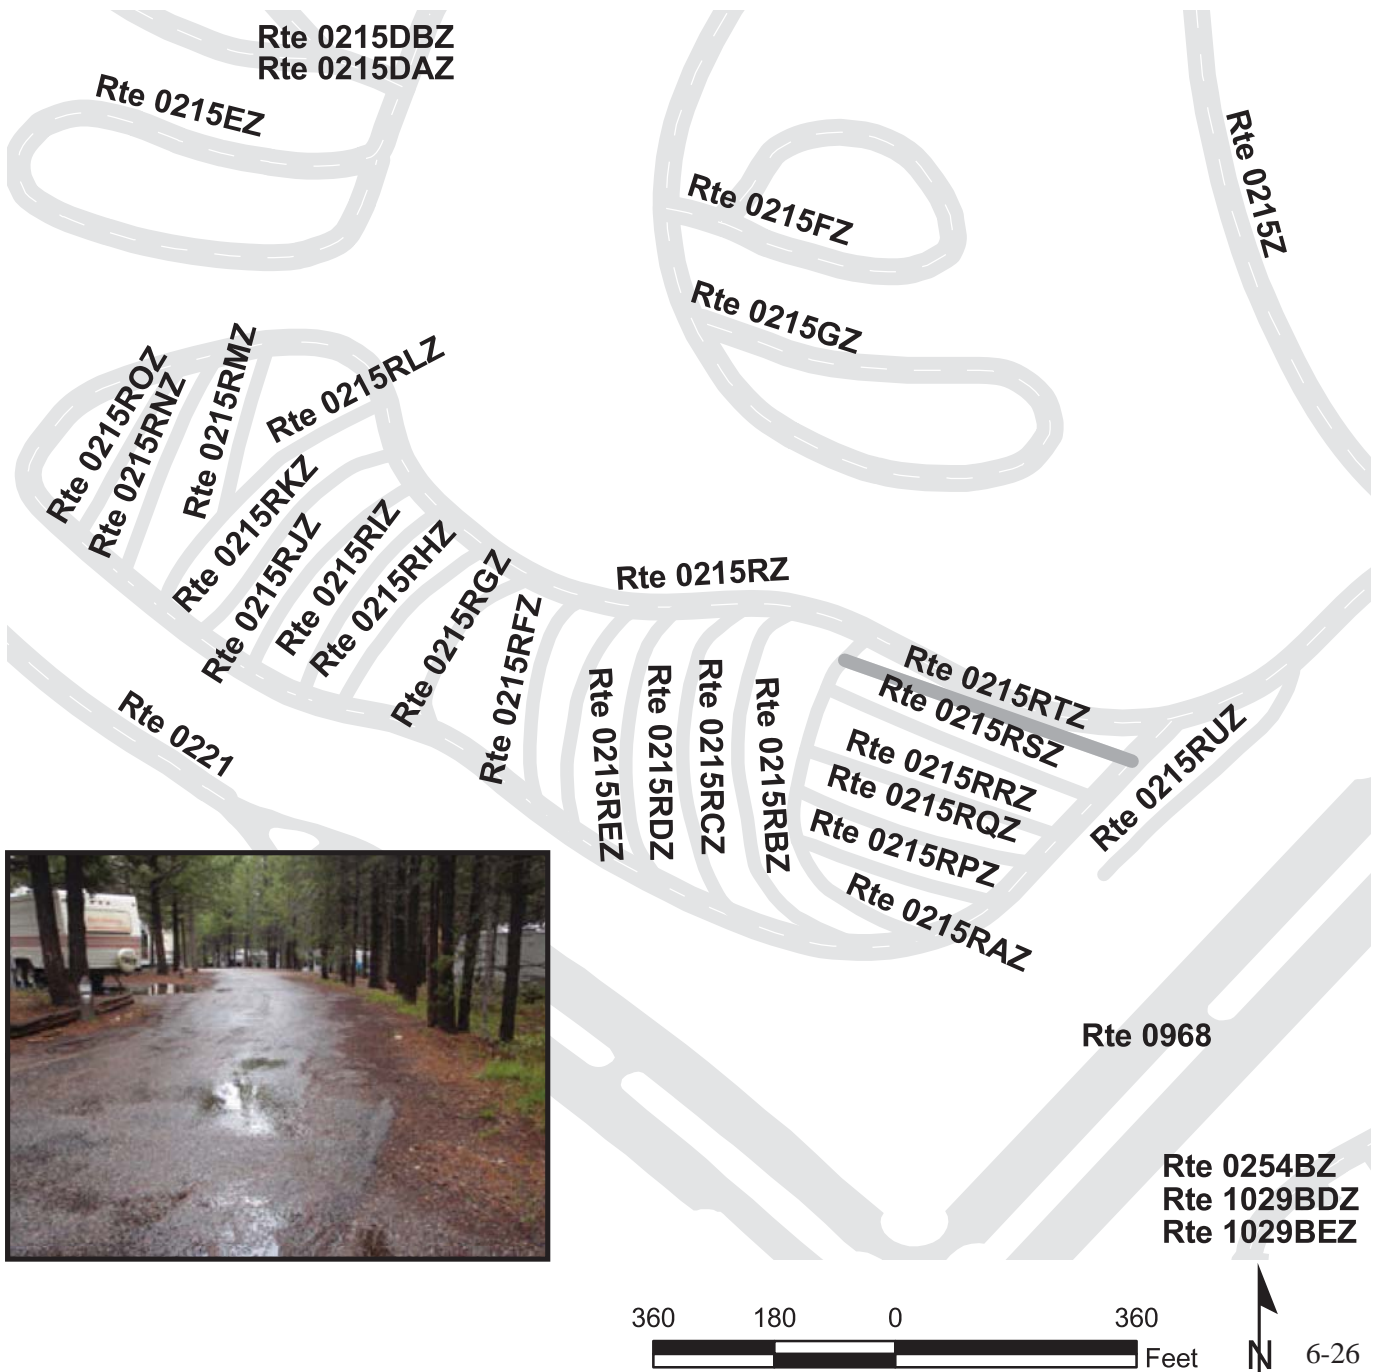 Rte 0215DBZ
Rte 0215DAZ
Rte 0215EZ
Rte 0215Z
Rte 0215FZ
Rte 0215GZ
Rte 0215ROZ
Rte 0215RNZ
Rte 0215RMZ
Rte 0215RLZ
Rte 0215RKZ
Rte 0215RJZ
Rte 0215RIZ
Rte 0215RHZ
Rte 0215RGZ
Rte 0215RFZ
Rte 0215RZ
Rte 0215REZ
Rte 0215RDZ
Rte 0215RCZ
Rte 0215RBZ
Rte 0215RTZ
Rte 0215RSZ
Rte 0215RRZ
Rte 0215RQZ
Rte 0215RPZ
Rte 0215RAZ
Rte 0215RUZ
Rte 0221
Rte 0968
Rte 0254BZ
Rte 1029BDZ
Rte 1029BEZ
360 180 0 360
Feet
N
6-26